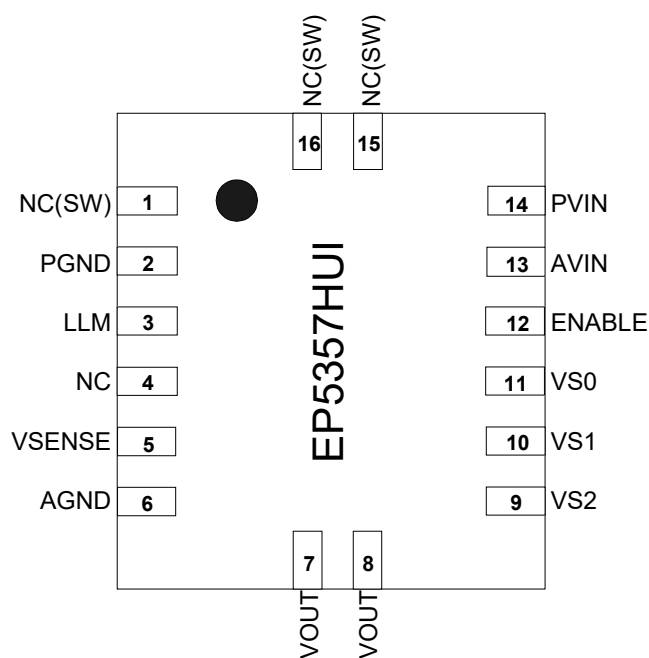 NC(SW) NC(SW)
16 15
NC(SW) 1 14 PVIN
PGND 2 13 AVIN
LLM 3 12 ENABLE
NC 4 11 VS0
VSENSE 5 10 VS1
AGND 6 9 VS2
EP5357HUI
7 8
VOUT VOUT